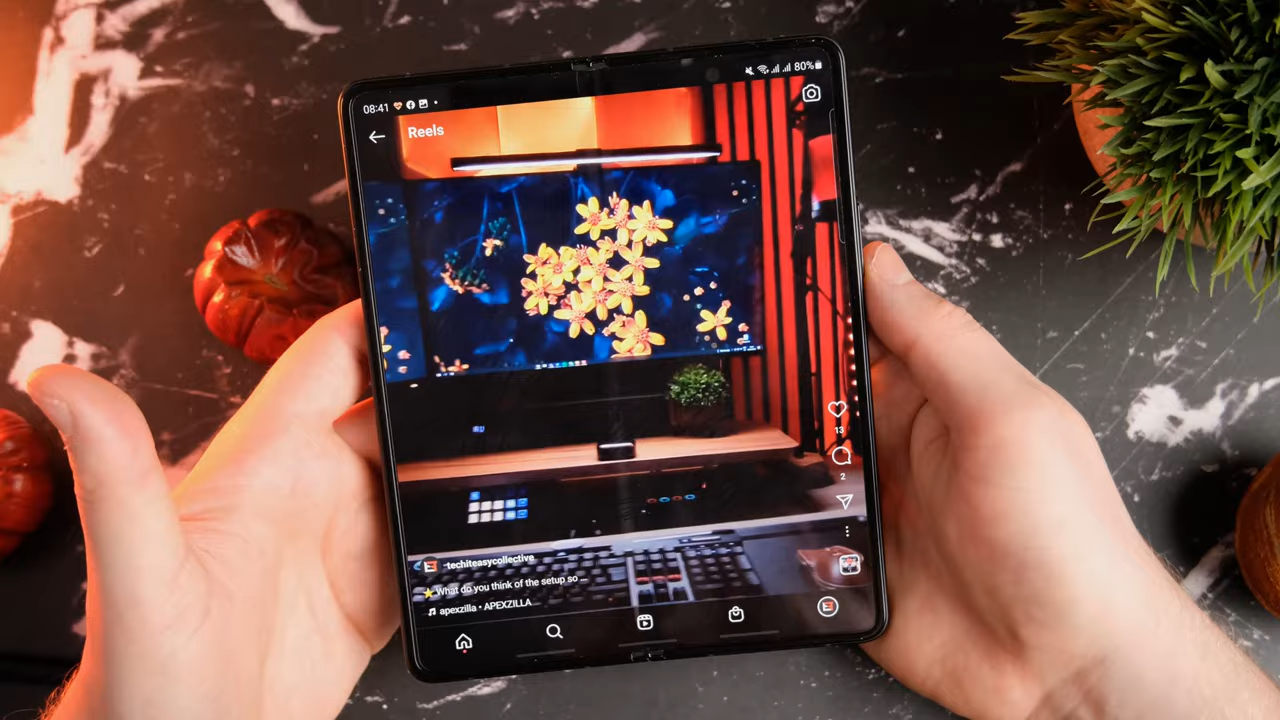 08:41
80%
Reels
13
2
techiteasycollective
What do you think of the setup so ...
apexzilla • APEXZILLA